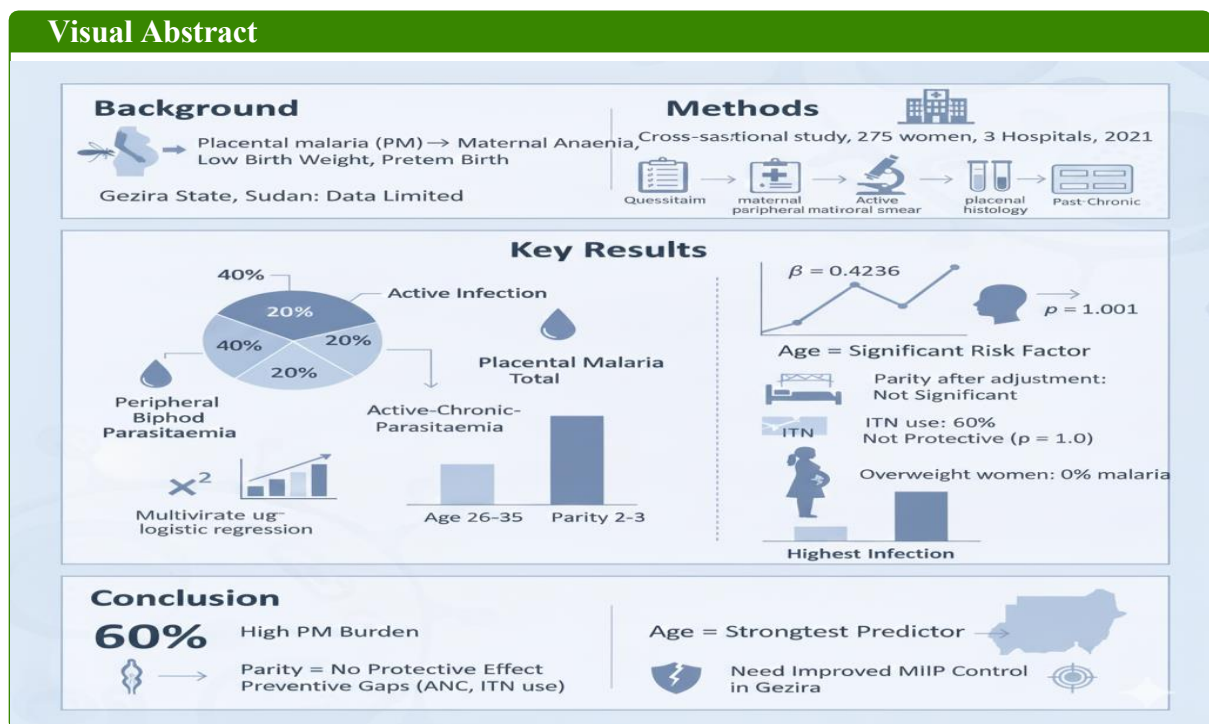 Visual Abstract
Background
Placental malaria (PM) → Maternal Anaenia,
Low Birth Weight, Pretem Birth
Gezira State, Sudan: Data Limited
Methods
Cross-sasttional study, 275 women, 3 Hospitals, 2021
Quessitaim
maternal
paripheral
Active
matiroral smear
placenal
histology
Past-Chronic
Key Results
40%
Active Infection
20%
40%
20%
20%
Placental Malaria
Total
Peripheral
Biphod
Parasitaemia
Active-Chronic-
Parasitaemia
×²
Multivirate ug
logistic regression
Age 26-35
Parity 2-3
β = 0.4236
p = 1.001
Age = Significant Risk Factor
Parity after adjustment:
Not Significant
ITN
ITN use: 60%
Not Protective (p = 1.0)
Overweight women: 0% malaria
Highest Infection
Conclusion
60%
High PM Burden
Parity = No Protective Effect
Preventive Gaps (ANC, ITN use)
Age = Strongtest Predictor
Need Improved MIIP Control
in Gezira